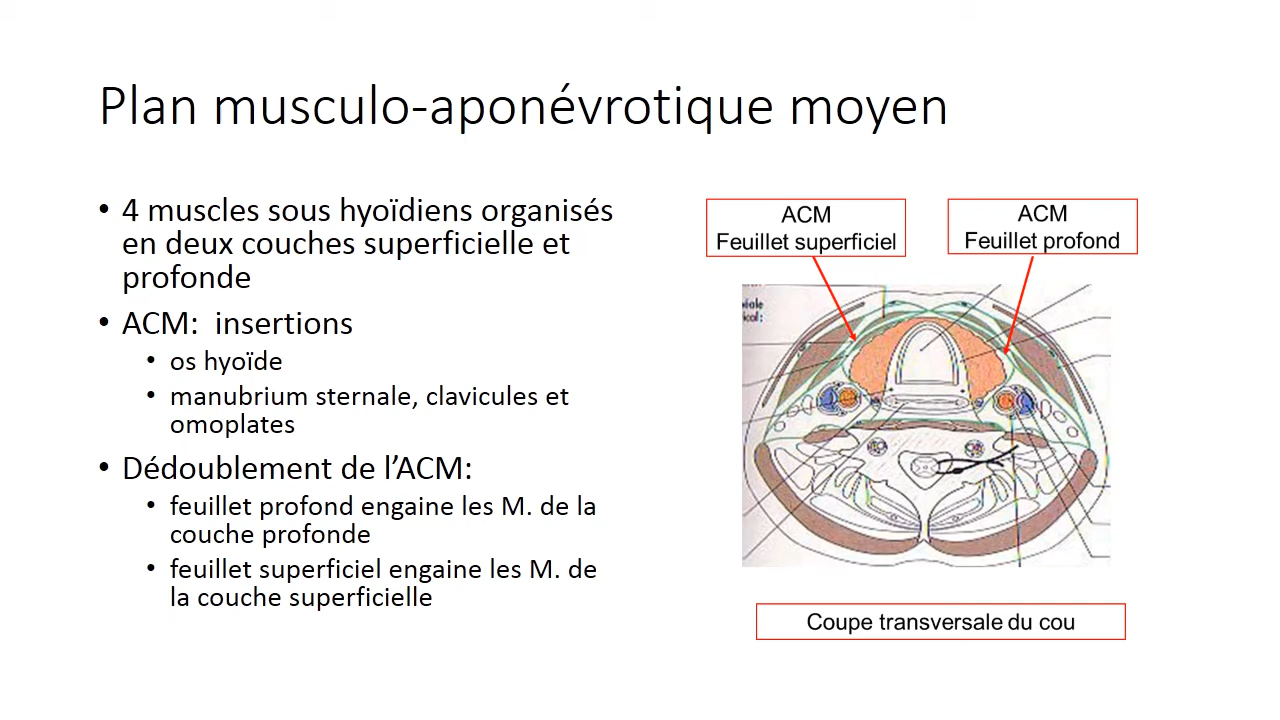 Plan musculo-aponévrotique moyen
• 4 muscles sous hyoïdiens organisés
en deux couches superficielle et
profonde
• ACM: insertions
• os hyoïde
• manubrium sternale, clavicules et
omoplates
• Dédoublement de l’ACM:
• feuillet profond engaine les M. de la
couche profonde
• feuillet superficiel engaine les M. de
la couche superficielle
ACM
Feuillet superficiel
ACM
Feuillet profond
Coupe transversale du cou